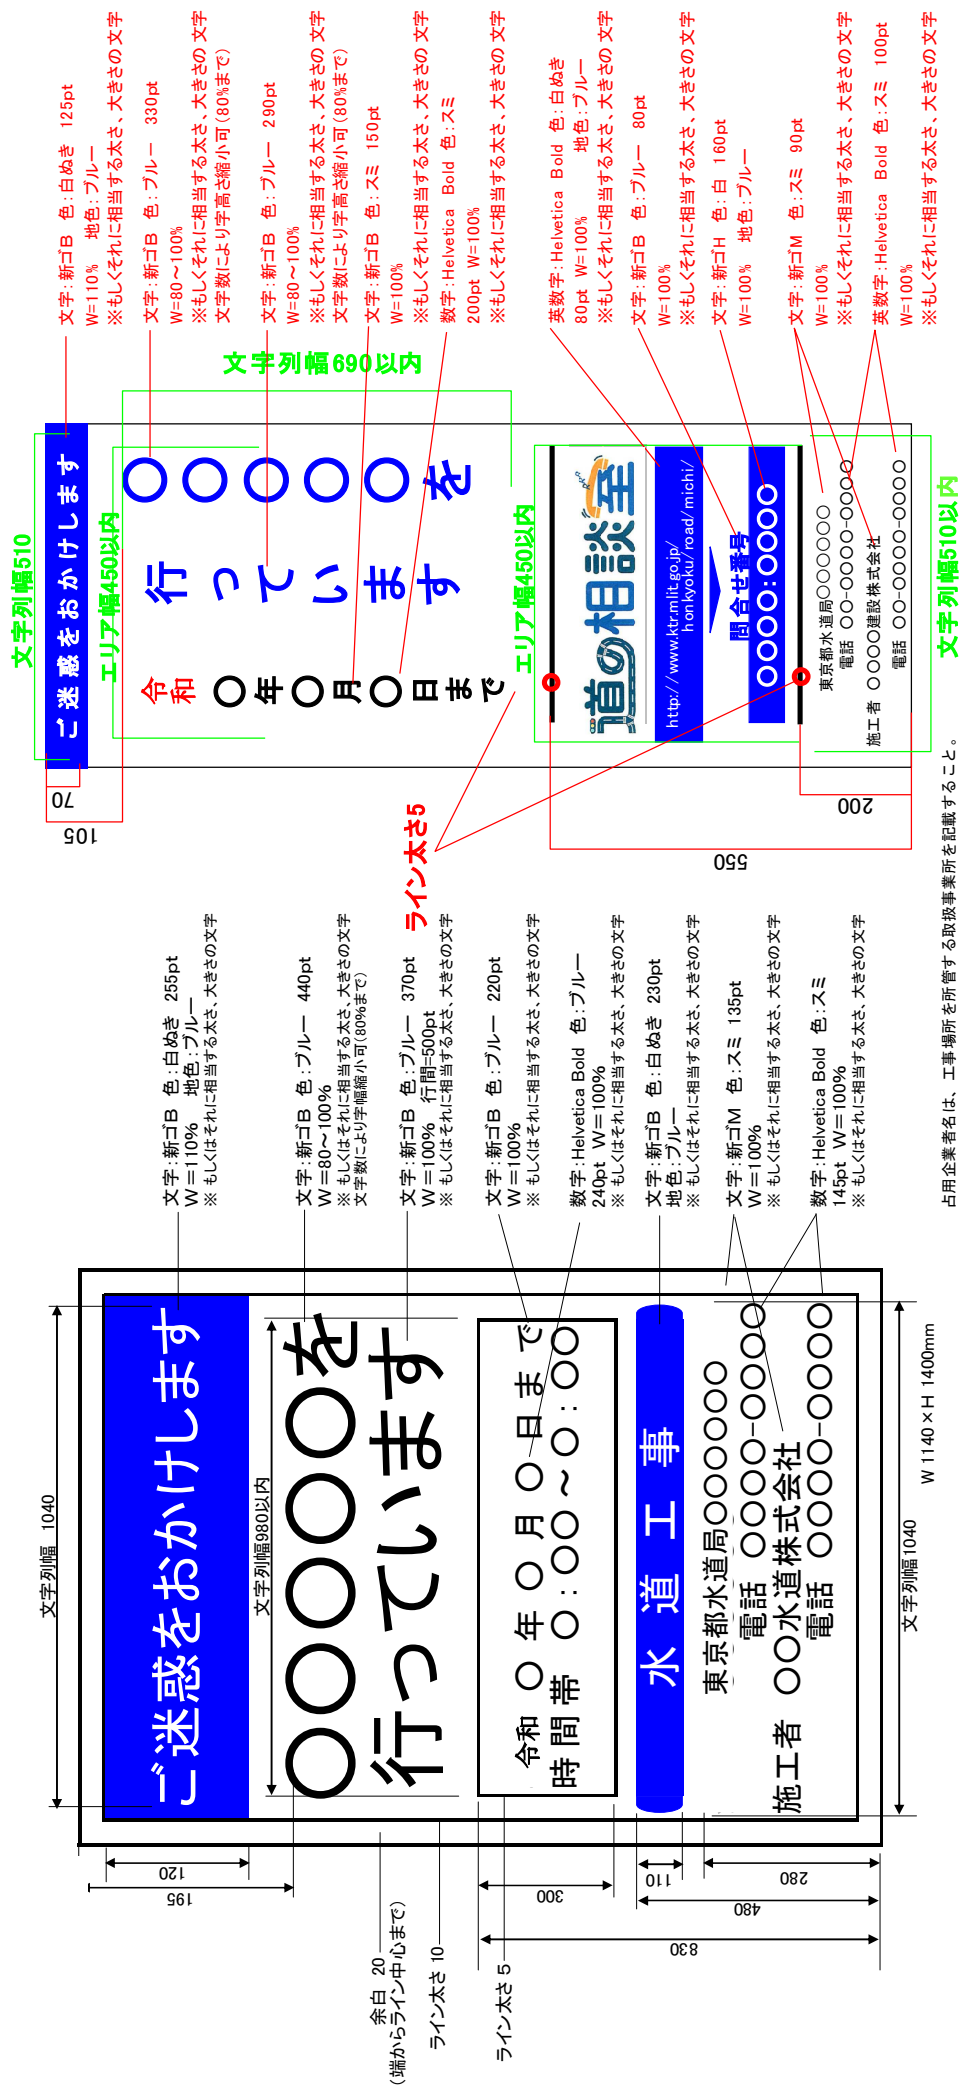 文字列幅 1040
ご迷惑をおかけします
文字列幅980以内
〇〇〇〇〇を
行っています
令和 〇 年 〇 月 〇 日 ま で
時間帯 〇：〇〇～〇：〇〇
水 道 工 事
東京都水道局〇〇〇〇〇〇
電話 〇〇〇〇－〇〇〇〇
施工者 〇〇水道株式会社
電話 〇〇〇〇－〇〇〇〇
文字列幅1040
W 1140 × H 1400mm
120
195
余白 20
（端からライン中心まで）
ライン太さ 10
ライン太さ 5
300
110
280
480
830
文字：新ゴB 色：白ぬき 255pt
W＝110% 地色：ブルー
※ もしくはそれに相当する太さ、大きさの文字
文字：新ゴB 色：ブルー 440pt
W＝80～100%
※ もしくはそれに相当する太さ、大きさの文字
文字数により字幅縮小可(80%まで)
文字：新ゴB 色：ブルー 370pt
W＝100% 行間=500pt
※ もしくはそれに相当する太さ、大きさの文字
文字：新ゴB 色：ブルー 220pt
W＝100%
※ もしくはそれに相当する太さ、大きさの文字
数字：Helvetica Bold 色：ブルー
240pt W＝100%
※ もしくはそれに相当する太さ、大きさの文字
文字：新ゴB 色：白ぬき 230pt
地色：ブルー
※ もしくはそれに相当する太さ、大きさの文字
文字：新ゴM 色：スミ 135pt
W＝100%
※ もしくはそれに相当する太さ、大きさの文字
数字：Helvetica Bold 色：スミ
145pt W＝100%
※ もしくはそれに相当する太さ、大きさの文字
占用企業者名は、工事場所を所管する取扱事業所を記載すること。
文字列幅510
ご迷惑をおかけします
エリア幅450以内
文字列幅690以内
〇〇〇〇〇を
行っています
令和
〇年〇月〇日まで
エリア幅450以内
道の相談室
http://www.ktr.mlit.go.jp/
honkyoku/road/michi/
問合せ番号
〇〇〇〇：〇〇〇〇
東京都水道局〇〇〇〇〇〇
電話 〇〇－〇〇〇〇－〇〇〇〇
施工者 〇〇〇〇建設株式会社
電話 〇〇－〇〇〇〇－〇〇〇〇
文字列幅510以内
70
105
ライン太さ5
200
550
文字：新ゴB 色：白ぬき 125pt
W=110% 地色：ブルー
※もしくそれに相当する太さ、大きさの文字
文字：新ゴB 色：ブルー 330pt
W=80～100%
※もしくそれに相当する太さ、大きさの文字
文字数により字高さ縮小可（80%まで）
文字：新ゴB 色：ブルー 290pt
W=80～100%
※もしくそれに相当する太さ、大きさの文字
文字数により字高さ縮小可（80%まで）
文字：新ゴB 色：スミ 150pt
W=100%
※もしくそれに相当する太さ、大きさの文字
数字：Helvetica Bold 色：スミ
200pt W=100%
※もしくそれに相当する太さ、大きさの文字
英数字：Helvetica Bold 色：白ぬき
80pt W=100% 地色：ブルー
※もしくそれに相当する太さ、大きさの文字
文字：新ゴB 色：ブルー 80pt
W=100%
※もしくそれに相当する太さ、大きさの文字
文字：新ゴH 色：白 160pt
W=100% 地色：ブルー
文字：新ゴM 色：スミ 90pt
W=100%
※もしくそれに相当する太さ、大きさの文字
英数字：Helvetica Bold 色：スミ 100pt
W=100%
※もしくそれに相当する太さ、大きさの文字